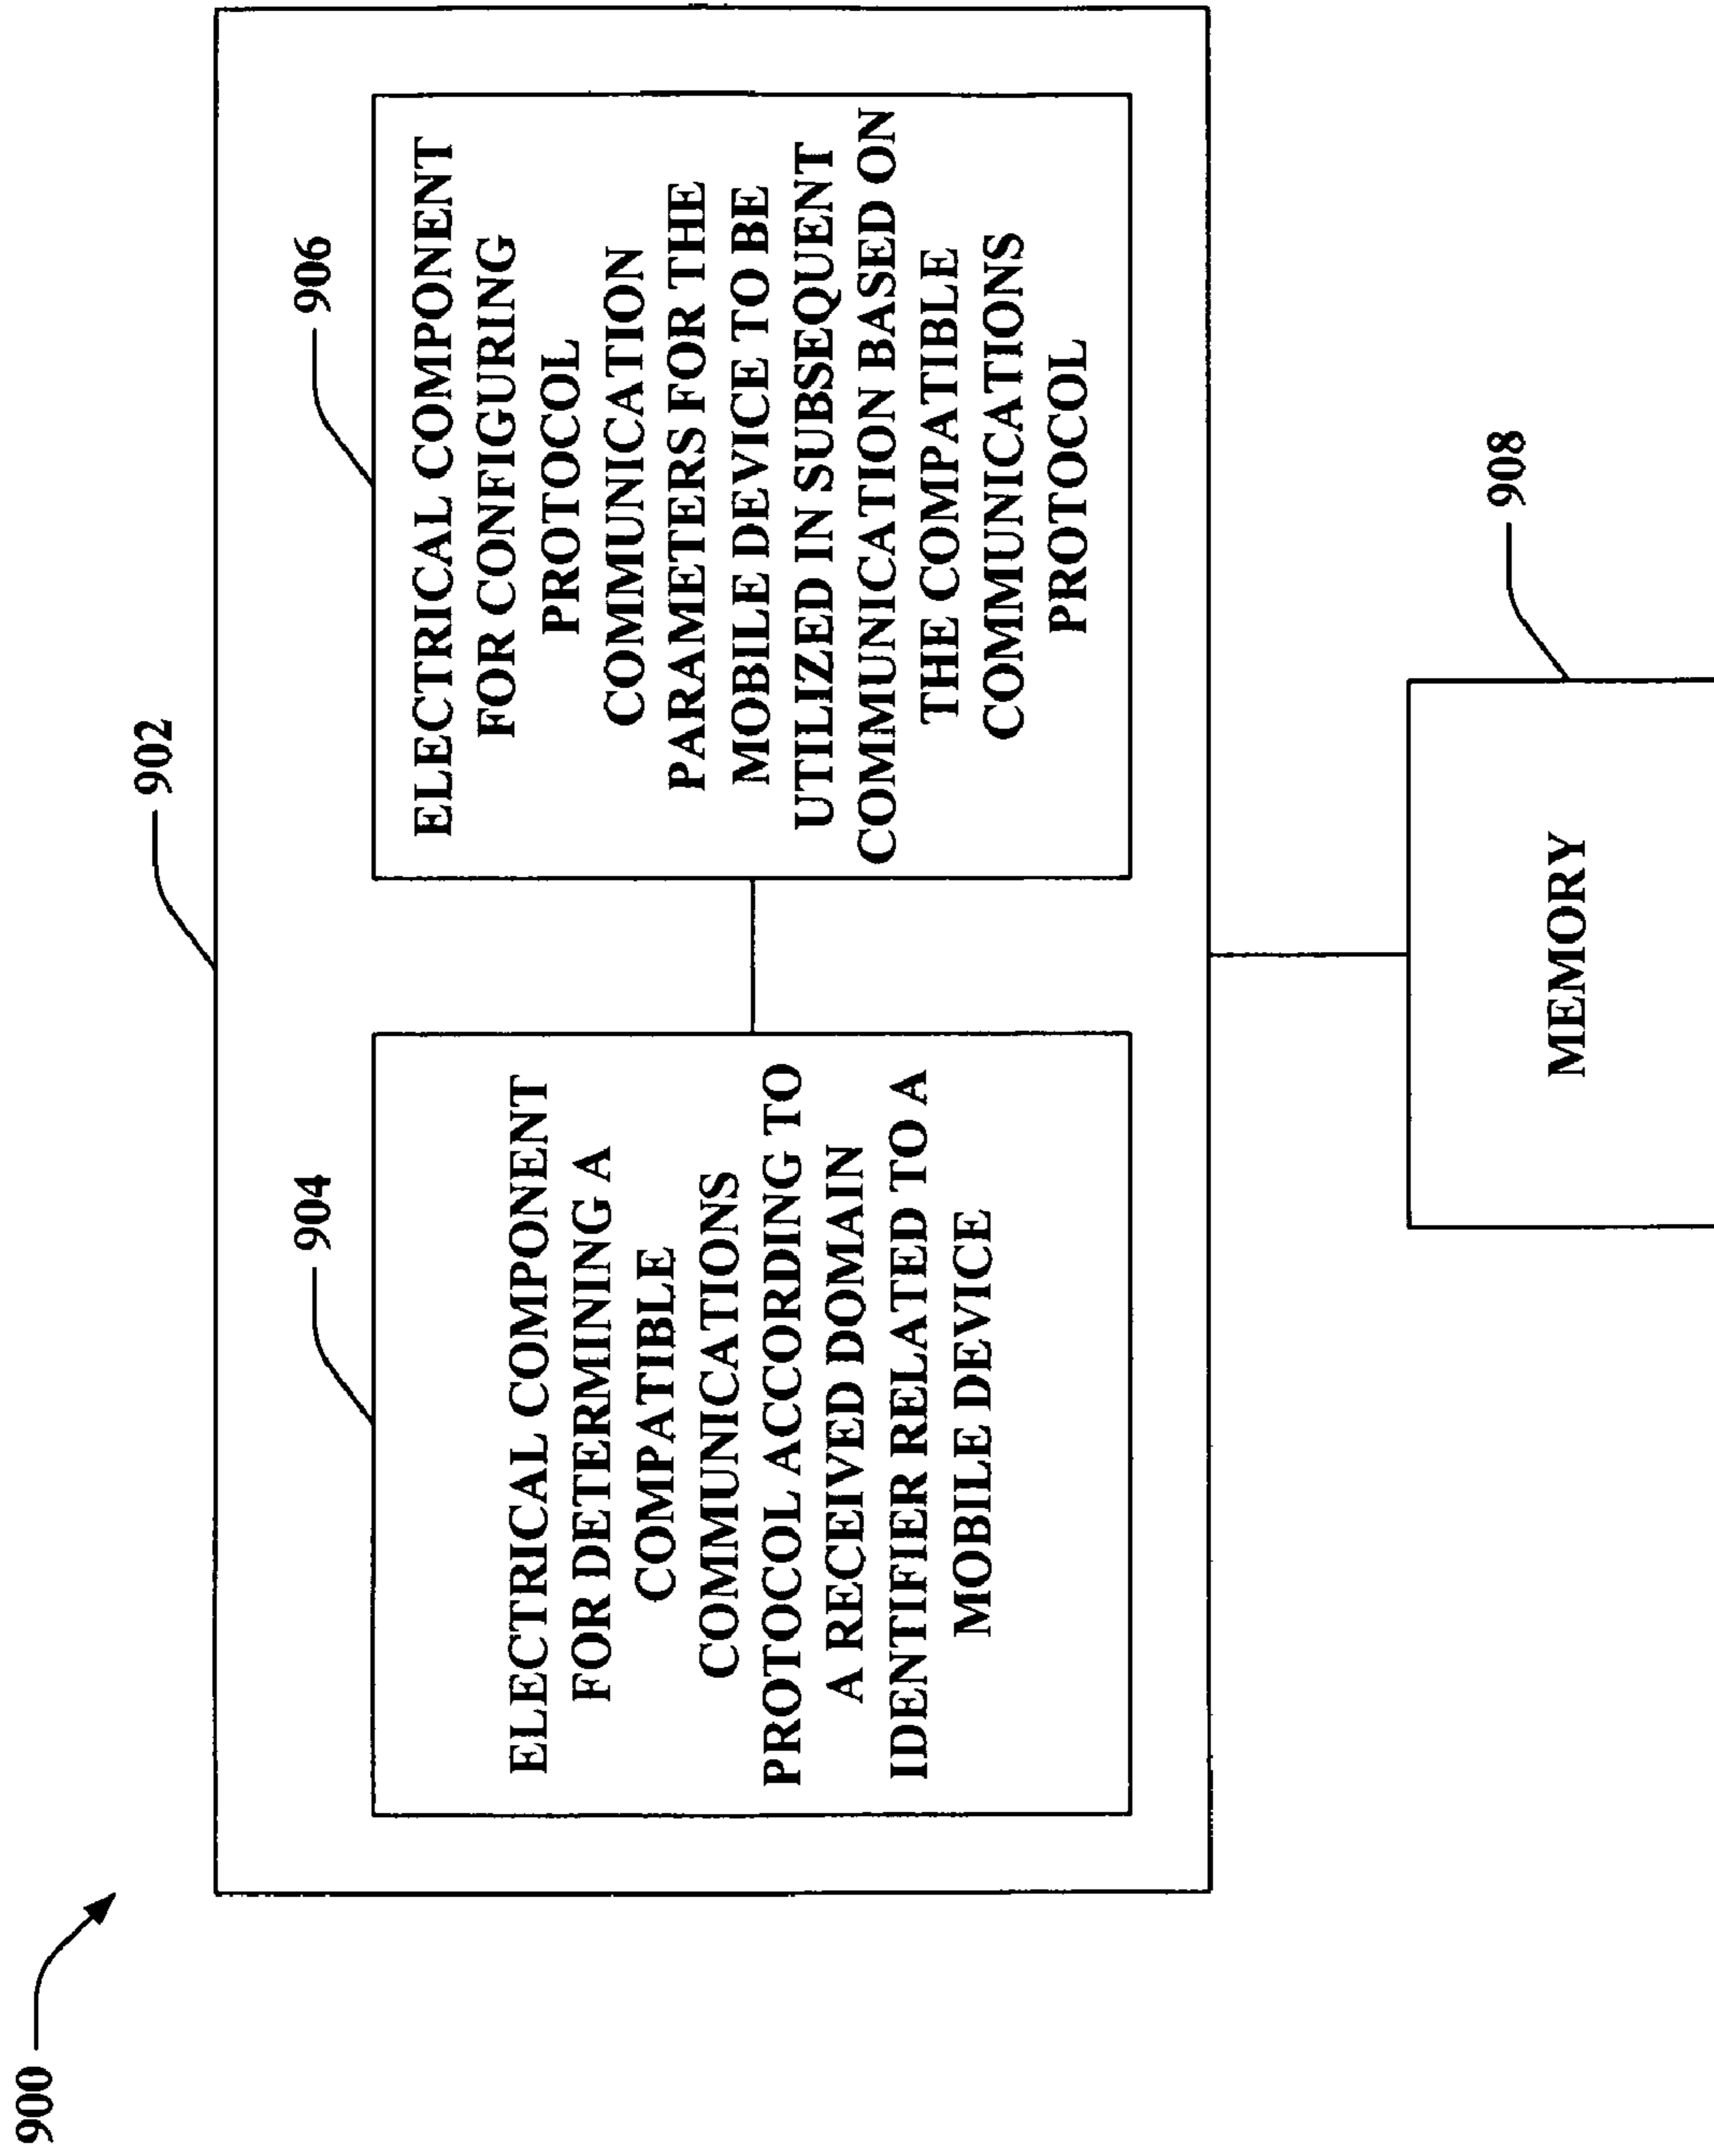 900
902
904
ELECTRICAL COMPONENT
FOR DETERMINING A
COMPATIBLE
COMMUNICATIONS
PROTOCOL ACCORDING TO
A RECEIVED DOMAIN
IDENTIFIER RELATED TO A
MOBILE DEVICE
906
ELECTRICAL COMPONENT
FOR CONFIGURING
PROTOCOL
COMMUNICATION
PARAMETERS FOR THE
MOBILE DEVICE TO BE
UTILIZED IN SUBSEQUENT
COMMUNICATION BASED ON
THE COMPATIBLE
COMMUNICATIONS
PROTOCOL
908
MEMORY